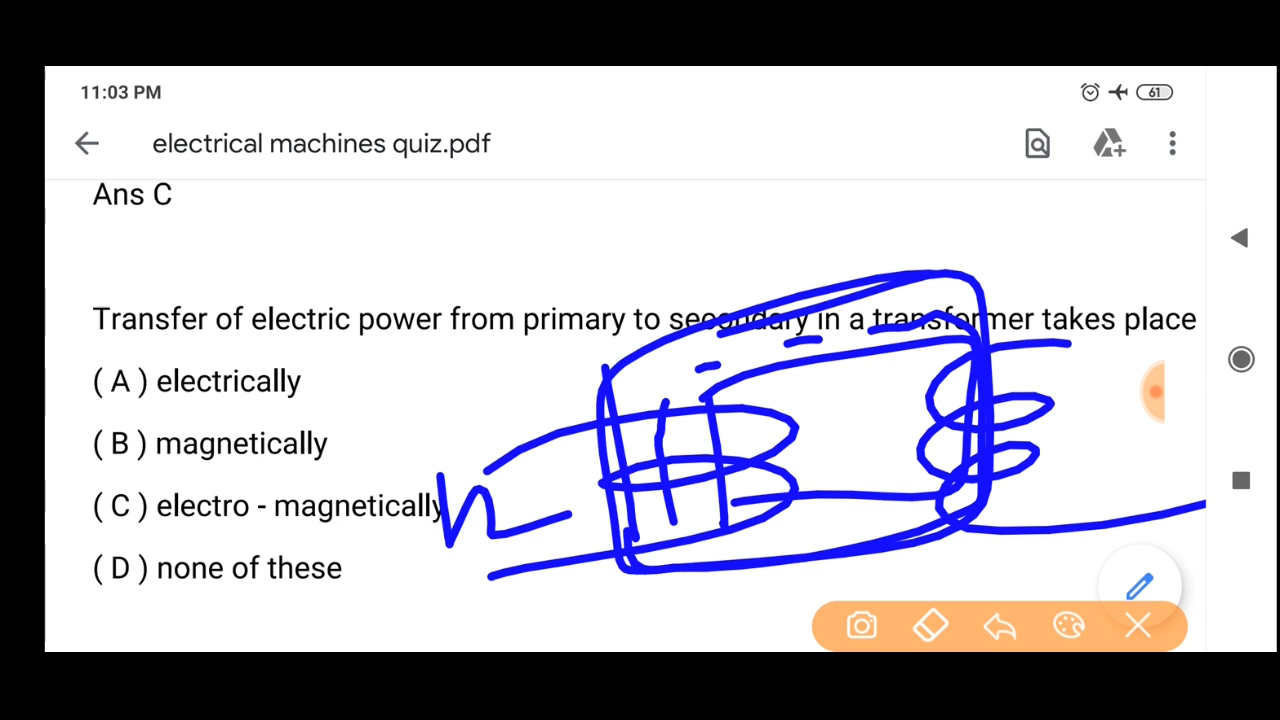 11:03 PM
61
electrical machines quiz.pdf
Ans C
Transfer of electric power from primary to secondary in a transformer takes place
( A ) electrically
( B ) magnetically
( C ) electro - magnetically
( D ) none of these